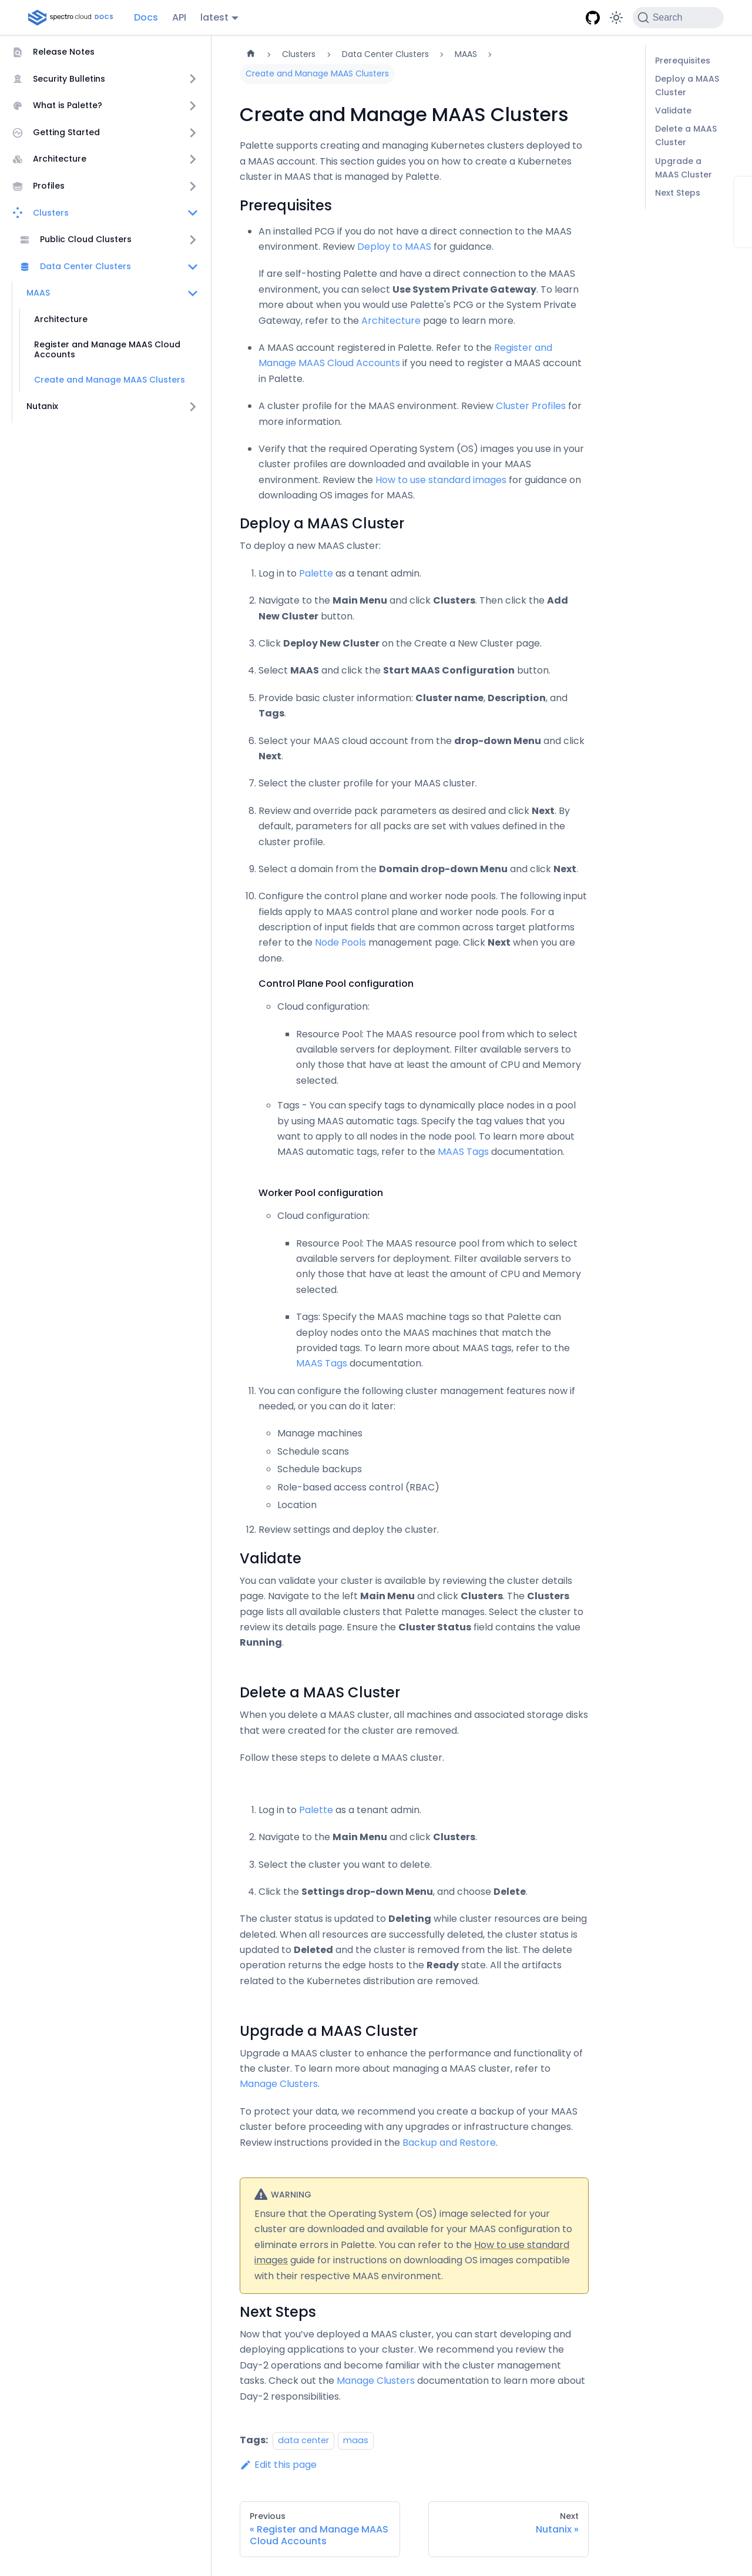 spectro cloud DOCS
Docs
API
latest
Search
Release Notes
Security Bulletins
What is Palette?
Getting Started
Architecture
Profiles
Clusters
Public Cloud Clusters
Data Center Clusters
MAAS
Architecture
Register and Manage MAAS Cloud
Accounts
Create and Manage MAAS Clusters
Nutanix
Clusters
Data Center Clusters
MAAS
Create and Manage MAAS Clusters
Create and Manage MAAS Clusters
Palette supports creating and managing Kubernetes clusters deployed to
a MAAS account. This section guides you on how to create a Kubernetes
cluster in MAAS that is managed by Palette.
Prerequisites
An installed PCG if you do not have a direct connection to the MAAS
environment. Review Deploy to MAAS for guidance.
If are self-hosting Palette and have a direct connection to the MAAS
environment, you can select Use System Private Gateway. To learn
more about when you would use Palette's PCG or the System Private
Gateway, refer to the Architecture page to learn more.
A MAAS account registered in Palette. Refer to the Register and
Manage MAAS Cloud Accounts if you need to register a MAAS account
in Palette.
A cluster profile for the MAAS environment. Review Cluster Profiles for
more information.
Verify that the required Operating System (OS) images you use in your
cluster profiles are downloaded and available in your MAAS
environment. Review the How to use standard images for guidance on
downloading OS images for MAAS.
Deploy a MAAS Cluster
To deploy a new MAAS cluster:
1. Log in to Palette as a tenant admin.
2. Navigate to the Main Menu and click Clusters. Then click the Add
New Cluster button.
3. Click Deploy New Cluster on the Create a New Cluster page.
4. Select MAAS and click the Start MAAS Configuration button.
5. Provide basic cluster information: Cluster name, Description, and
Tags.
6. Select your MAAS cloud account from the drop-down Menu and click
Next.
7. Select the cluster profile for your MAAS cluster.
8. Review and override pack parameters as desired and click Next. By
default, parameters for all packs are set with values defined in the
cluster profile.
9. Select a domain from the Domain drop-down Menu and click Next.
10. Configure the control plane and worker node pools. The following input
fields apply to MAAS control plane and worker node pools. For a
description of input fields that are common across target platforms
refer to the Node Pools management page. Click Next when you are
done.
Control Plane Pool configuration
Cloud configuration:
Resource Pool: The MAAS resource pool from which to select
available servers for deployment. Filter available servers to
only those that have at least the amount of CPU and Memory
selected.
Tags - You can specify tags to dynamically place nodes in a pool
by using MAAS automatic tags. Specify the tag values that you
want to apply to all nodes in the node pool. To learn more about
MAAS automatic tags, refer to the MAAS Tags documentation.
Worker Pool configuration
Cloud configuration:
Resource Pool: The MAAS resource pool from which to select
available servers for deployment. Filter available servers to
only those that have at least the amount of CPU and Memory
selected.
Tags: Specify the MAAS machine tags so that Palette can
deploy nodes onto the MAAS machines that match the
provided tags. To learn more about MAAS tags, refer to the
MAAS Tags documentation.
11. You can configure the following cluster management features now if
needed, or you can do it later:
Manage machines
Schedule scans
Schedule backups
Role-based access control (RBAC)
Location
12. Review settings and deploy the cluster.
Validate
You can validate your cluster is available by reviewing the cluster details
page. Navigate to the left Main Menu and click Clusters. The Clusters
page lists all available clusters that Palette manages. Select the cluster to
review its details page. Ensure the Cluster Status field contains the value
Running.
Delete a MAAS Cluster
When you delete a MAAS cluster, all machines and associated storage disks
that were created for the cluster are removed.
Follow these steps to delete a MAAS cluster.
1. Log in to Palette as a tenant admin.
2. Navigate to the Main Menu and click Clusters.
3. Select the cluster you want to delete.
4. Click the Settings drop-down Menu, and choose Delete.
The cluster status is updated to Deleting while cluster resources are being
deleted. When all resources are successfully deleted, the cluster status is
updated to Deleted and the cluster is removed from the list. The delete
operation returns the edge hosts to the Ready state. All the artifacts
related to the Kubernetes distribution are removed.
Upgrade a MAAS Cluster
Upgrade a MAAS cluster to enhance the performance and functionality of
the cluster. To learn more about managing a MAAS cluster, refer to
Manage Clusters.
To protect your data, we recommend you create a backup of your MAAS
cluster before proceeding with any upgrades or infrastructure changes.
Review instructions provided in the Backup and Restore.
WARNING
Ensure that the Operating System (OS) image selected for your
cluster are downloaded and available for your MAAS configuration to
eliminate errors in Palette. You can refer to the How to use standard
images guide for instructions on downloading OS images compatible
with their respective MAAS environment.
Next Steps
Now that you've deployed a MAAS cluster, you can start developing and
deploying applications to your cluster. We recommend you review the
Day-2 operations and become familiar with the cluster management
tasks. Check out the Manage Clusters documentation to learn more about
Day-2 responsibilities.
Tags: data center maas
Edit this page
Previous
« Register and Manage MAAS
Cloud Accounts
Next
Nutanix »
Prerequisites
Deploy a MAAS
Cluster
Validate
Delete a MAAS
Cluster
Upgrade a
MAAS Cluster
Next Steps